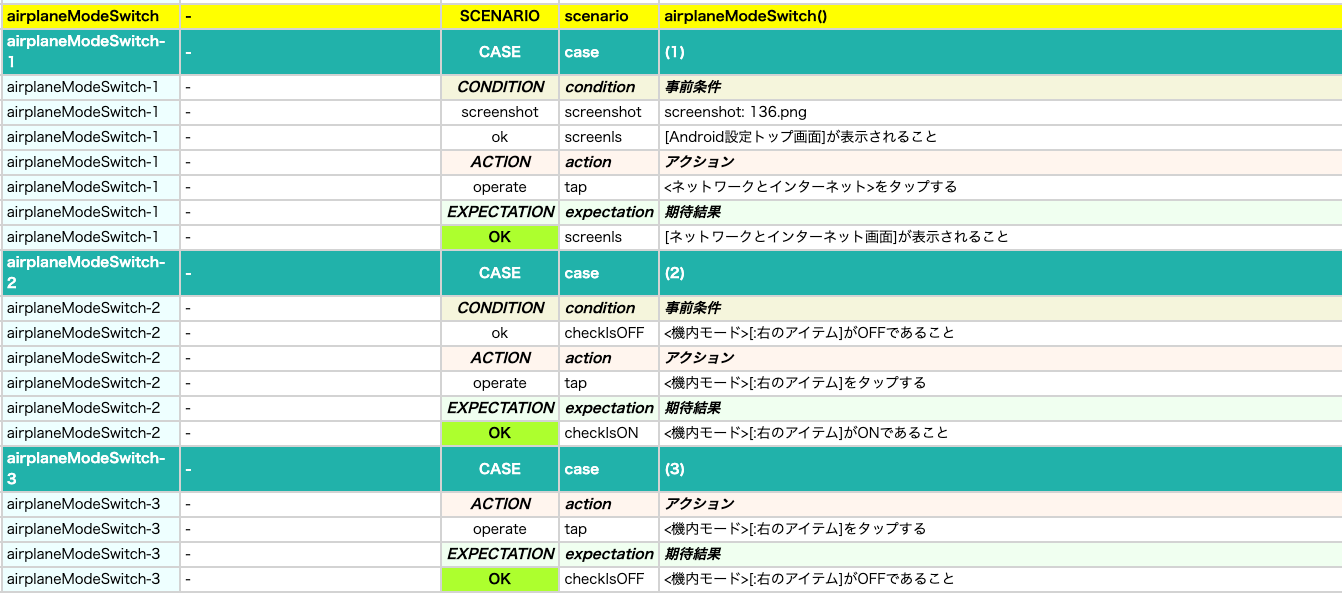 airplaneModeSwitch - SCENARIO scenario airplaneModeSwitch()
airplaneModeSwitch-
1 - CASE case (1)
airplaneModeSwitch-1 - CONDITION condition 事前条件
airplaneModeSwitch-1 - screenshot screenshot screenshot: 136.png
airplaneModeSwitch-1 - ok screenIs [Android設定トップ画面]が表示されること
airplaneModeSwitch-1 - ACTION action アクション
airplaneModeSwitch-1 - operate tap <ネットワークとインターネット>をタップする
airplaneModeSwitch-1 - EXPECTATION expectation 期待結果
airplaneModeSwitch-1 - OK screenIs [ネットワークとインターネット画面]が表示されること
airplaneModeSwitch-
2 - CASE case (2)
airplaneModeSwitch-2 - CONDITION condition 事前条件
airplaneModeSwitch-2 - ok checkIsOFF <機内モード>[:右のアイテム]がOFFであること
airplaneModeSwitch-2 - ACTION action アクション
airplaneModeSwitch-2 - operate tap <機内モード>[:右のアイテム]をタップする
airplaneModeSwitch-2 - EXPECTATION expectation 期待結果
airplaneModeSwitch-2 - OK checkIsON <機内モード>[:右のアイテム]がONであること
airplaneModeSwitch-
3 - CASE case (3)
airplaneModeSwitch-3 - ACTION action アクション
airplaneModeSwitch-3 - operate tap <機内モード>[:右のアイテム]をタップする
airplaneModeSwitch-3 - EXPECTATION expectation 期待結果
airplaneModeSwitch-3 - OK checkIsOFF <機内モード>[:右のアイテム]がOFFであること